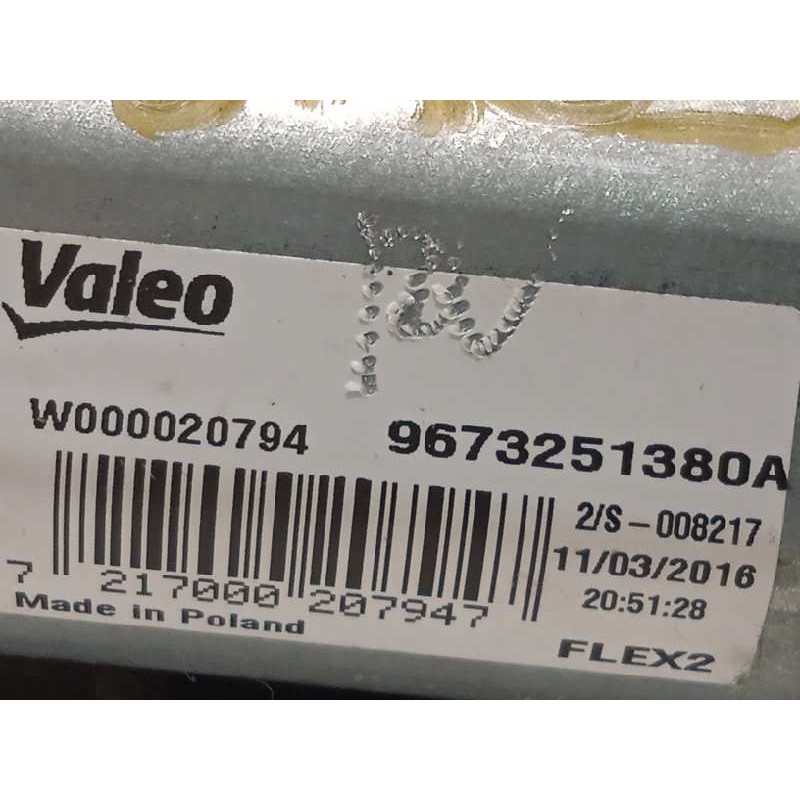 Valeo
W000020794 9673251380A
2/S-008217
11/03/2016
20:51:28
7 217000 207947
Made in Poland
FLEX2